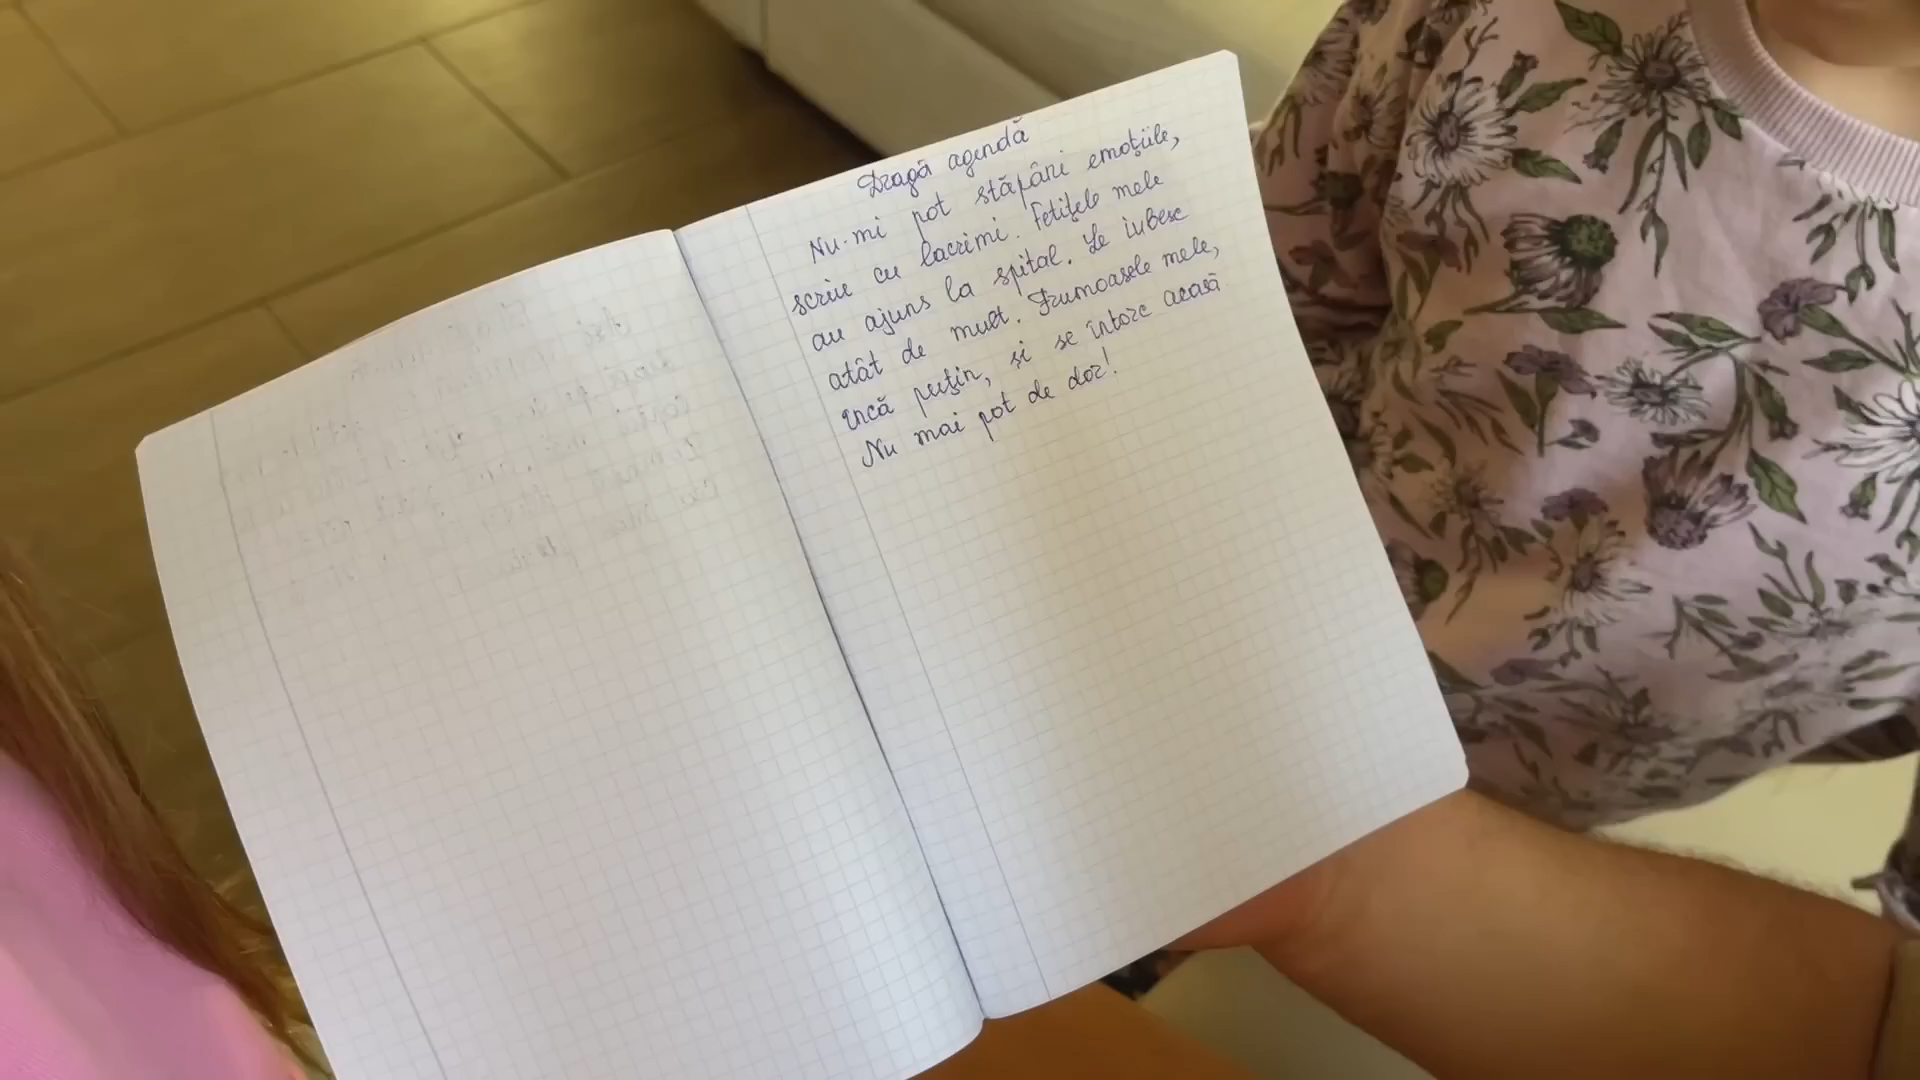 Dragă agendă
Nu-mi pot stăpâni emoțiile,
scriu cu lacrimi. Fetițele mele
au ajuns la spital. Le iubesc
atât de mult. Frumoasele mele,
încă puțin, și se întorc acasă
Nu mai pot de dor!